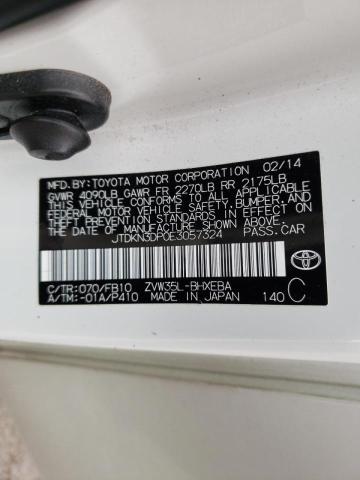 MFD.BY:TOYOTA MOTOR CORPORATION 02/14
GVWR 4090LB GAWR FR 2270LB RR 2175LB
THIS VEHICLE CONFORMS TO ALL APPLICABLE
FEDERAL MOTOR VEHICLE SAFETY, BUMPER, AND
THEFT PREVENTION STANDARDS IN EFFECT ON
THE DATE OF MANUFACTURE SHOWN ABOVE.
JTDKN3DP0E3057324 PASS.CAR
C/TR:070/FB10 ZVW35L-BHXEBA
A/TM:-01A/P410 MADE IN JAPAN 140 C